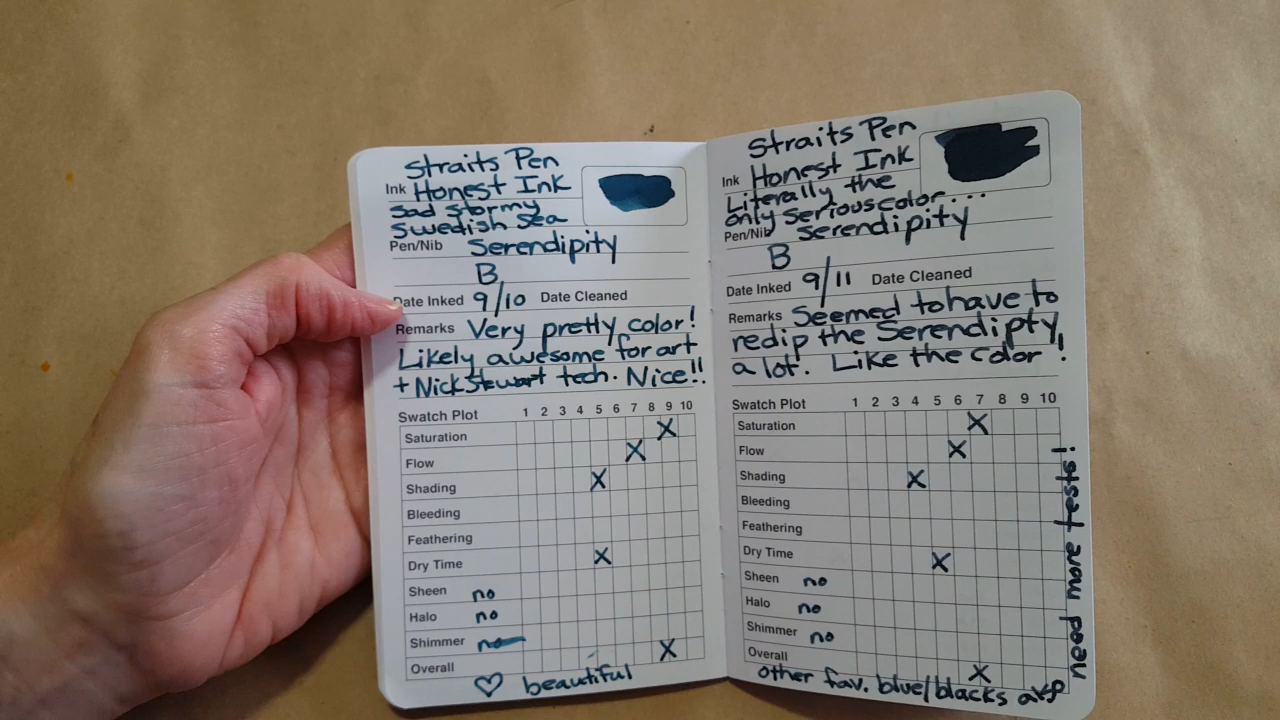 Straits Pen
Ink Honest Ink
Sad stormy
Swedish Sea
Pen/Nib Serendipity
B
Date Inked 9/10 Date Cleaned
Remarks Very pretty color!
Likely awesome for art
+ Nick Stewart tech. Nice!!
Swatch Plot 1 2 3 4 5 6 7 8 9 10
Saturation X
Flow X
Shading X
Bleeding
Feathering
Dry Time X
Sheen no
Halo no
Shimmer no
Overall X
♡ beautiful
Straits Pen
Ink Honest Ink
Literally the
only serious color...
Pen/Nib Serendipity
B
Date Inked 9/11 Date Cleaned
Remarks Seemed to have to
redip the Serendipty
a lot. Like the color!
Swatch Plot 1 2 3 4 5 6 7 8 9 10
Saturation X
Flow X
Shading X
Bleeding
Feathering
Dry Time X
Sheen no
Halo no
Shimmer no
Overall X
other fav. blue/blacks
need more tests!